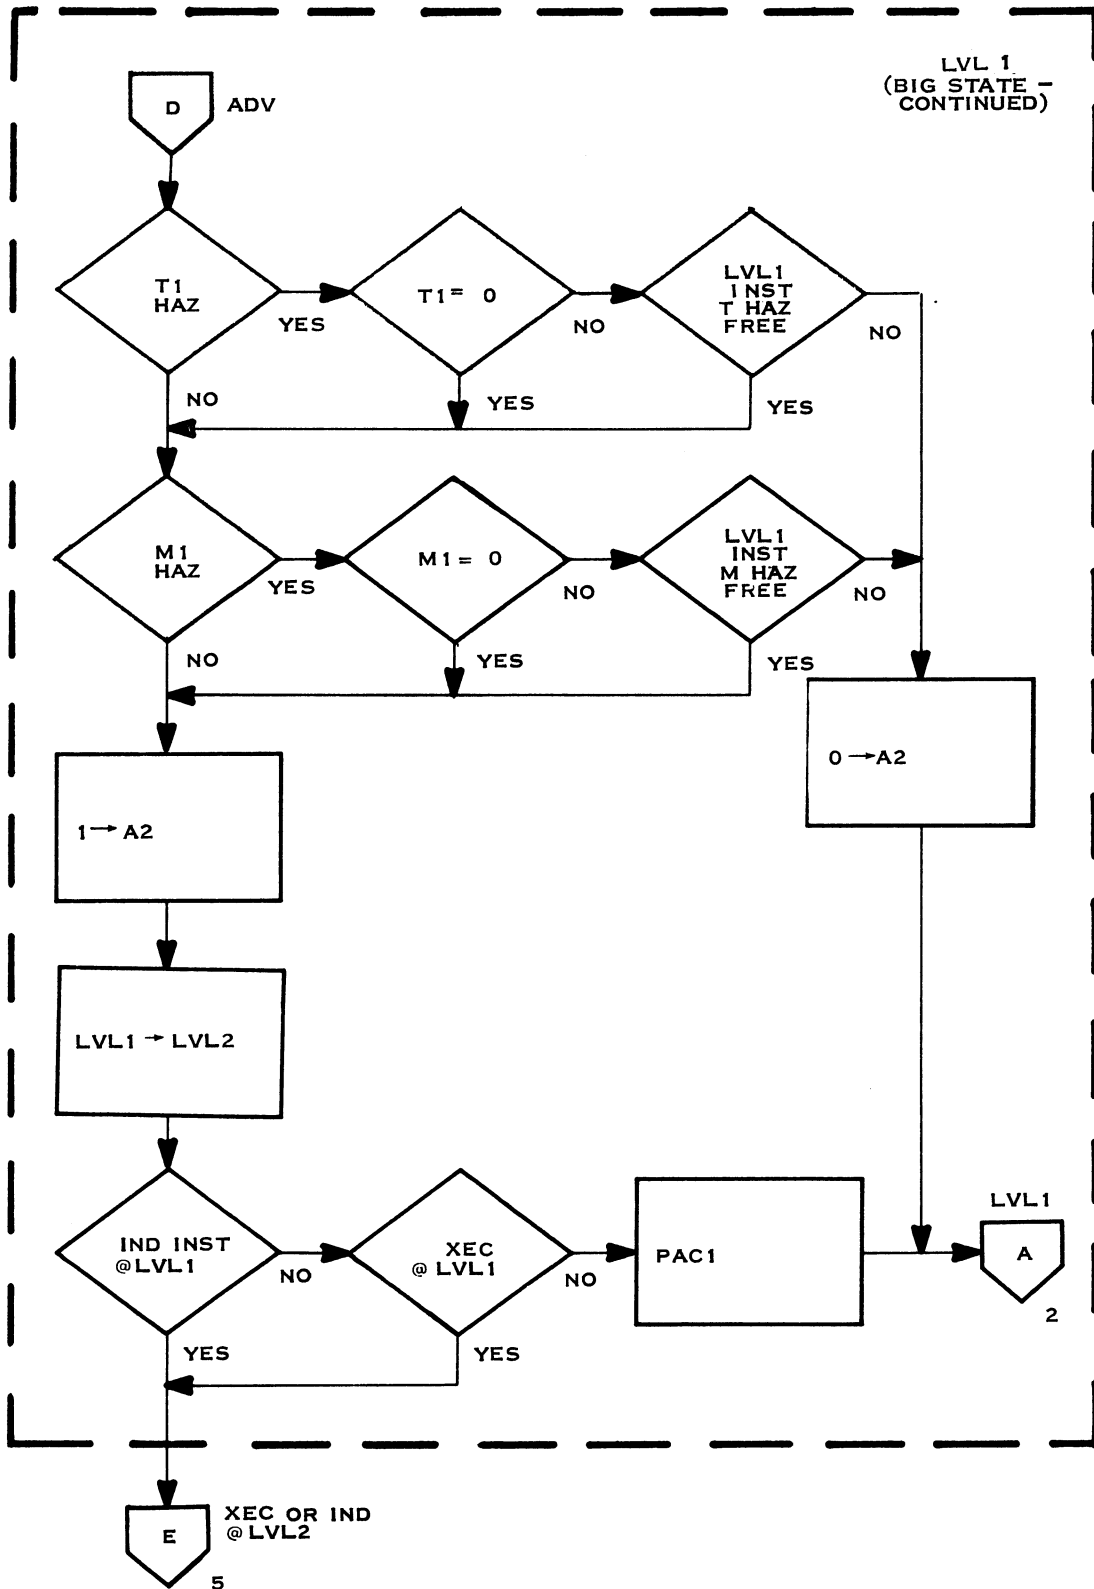 LVL 1
(BIG STATE -
CONTINUED)
D
ADV
T1
HAZ
YES
NO
T1 = 0
NO
YES
LVL1
INST
T HAZ
FREE
NO
YES
M1
HAZ
YES
NO
M1 = 0
NO
YES
LVL1
INST
M HAZ
FREE
NO
YES
0 → A2
1 → A2
LVL1 → LVL2
IND INST
@ LVL1
NO
YES
XEC
@ LVL1
NO
YES
PAC1
LVL1
A
2
E
XEC OR IND
@ LVL2
5